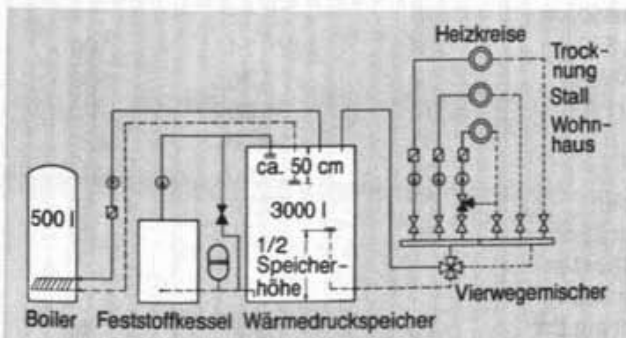 Heizkreise
Trock-
nung
Stall
Wohn-
haus
ca. 50 cm
500 l
3000 l
1/2
Speicher-
höhe
Vierwegemischer
Boiler Feststoffkessel Wärmedruckspeicher